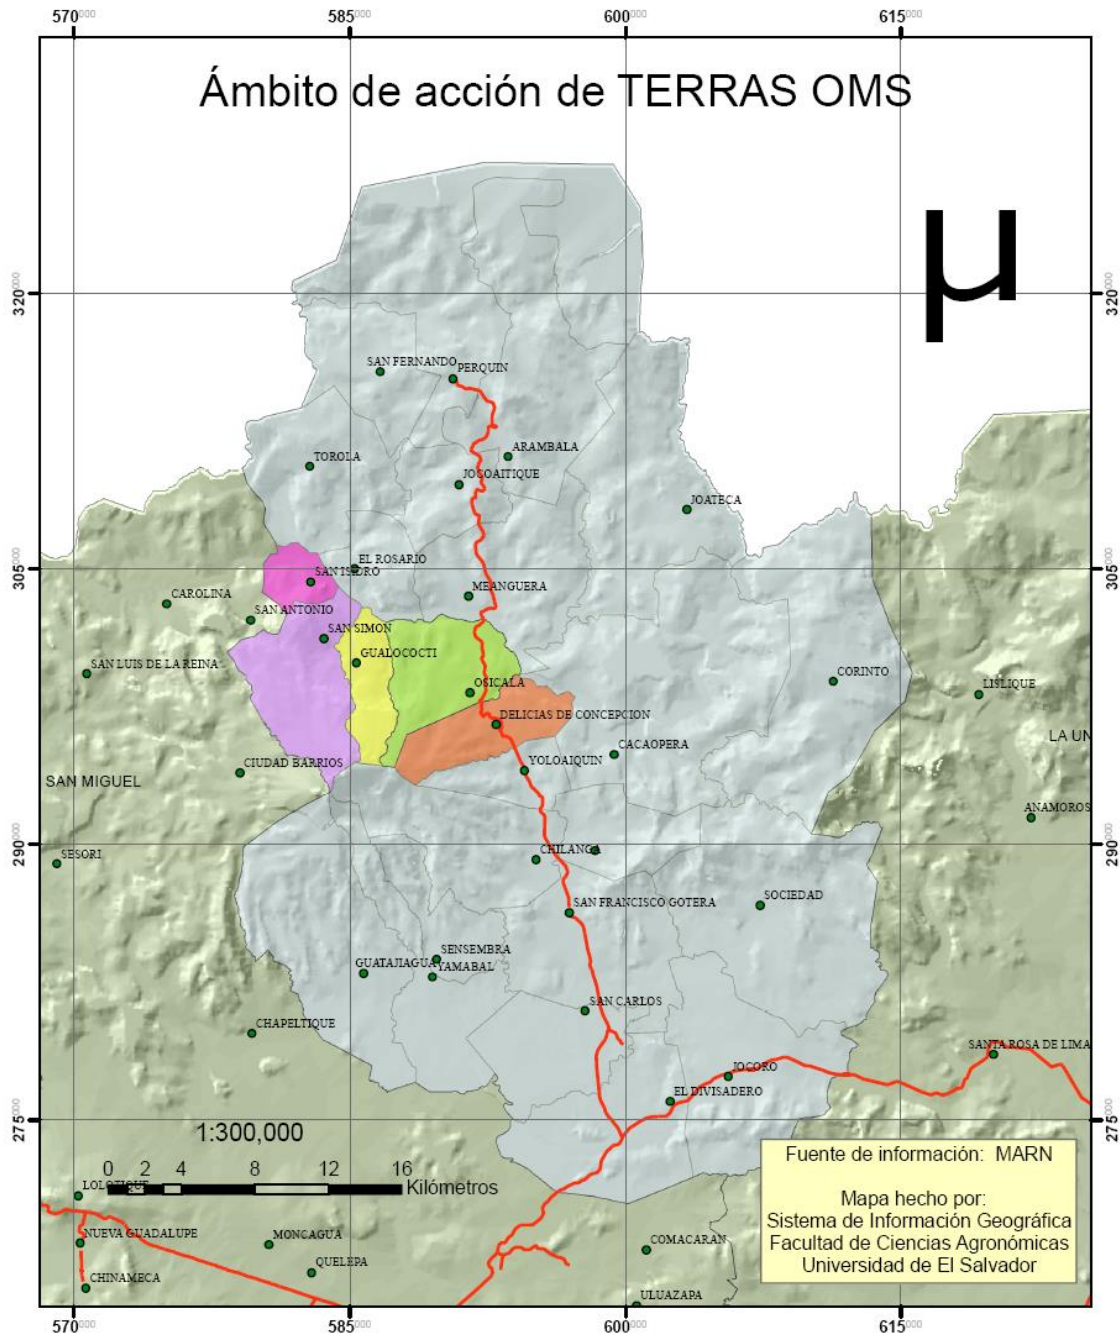 570000 585000 600000 615000
Ámbito de acción de TERRAS OMS
µ
320000 320000
SAN FERNANDO
PERQUIN
ARAMBALA
TOROLA
JOCOAITIQUE
JOATECA
EL ROSARIO
305000 305000
SAN ISIDRO
MEANGUERA
CAROLINA
SAN ANTONIO
SAN SIMON
GUALOCOCTI
SAN LUIS DE LA REINA
CORINTO
OSICALA
LISLIQUE
DELICIAS DE CONCEPCION
LA UN
CACAOPERA
CIUDAD BARRIOS
YOLOAIQUIN
SAN MIGUEL
ANAMOROS
290000 290000
SESORI
CHILANGA
SOCIEDAD
SAN FRANCISCO GOTERA
SENSEMBRA
GUATAJIAGUA
YAMABAL
SAN CARLOS
CHAPELTIQUE
SANTA ROSA DE LIMA
JOCORO
EL DIVISADERO
275000 275000
1:300,000
0 2 4 8 12 16
Kilómetros
LOLOTIQUE
NUEVA GUADALUPE
MONCAGUA
QUELEPA
CHINAMECA
COMACARAN
ULUAZAPA
Fuente de información: MARN
Mapa hecho por:
Sistema de Información Geográfica
Facultad de Ciencias Agronómicas
Universidad de El Salvador
570000 585000 600000 615000